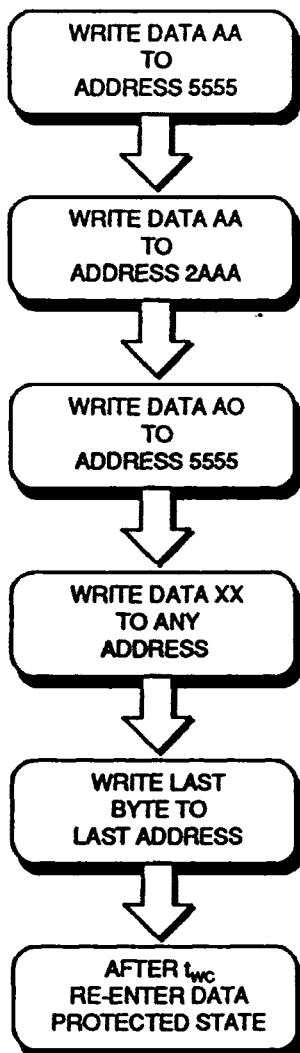 WRITE DATA AA
TO
ADDRESS 5555
WRITE DATA AA
TO
ADDRESS 2AAA
WRITE DATA AO
TO
ADDRESS 5555
WRITE DATA XX
TO ANY
ADDRESS
WRITE LAST
BYTE TO
LAST ADDRESS
AFTER tWC
RE-ENTER DATA
PROTECTED STATE